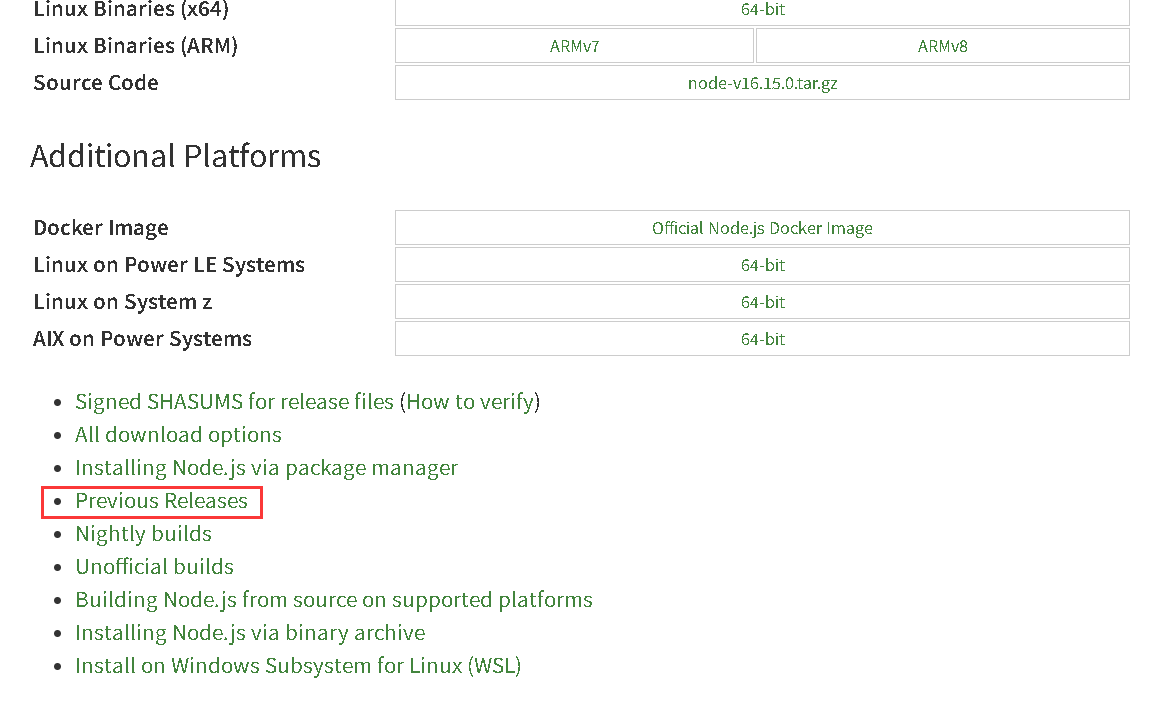 Linux Binaries (x64) 64-bit
Linux Binaries (ARM) ARMv7 ARMv8
Source Code node-v16.15.0.tar.gz
Additional Platforms
Docker Image Official Node.js Docker Image
Linux on Power LE Systems 64-bit
Linux on System z 64-bit
AIX on Power Systems 64-bit
• Signed SHASUMS for release files (How to verify)
• All download options
• Installing Node.js via package manager
• Previous Releases
• Nightly builds
• Unofficial builds
• Building Node.js from source on supported platforms
• Installing Node.js via binary archive
• Install on Windows Subsystem for Linux (WSL)